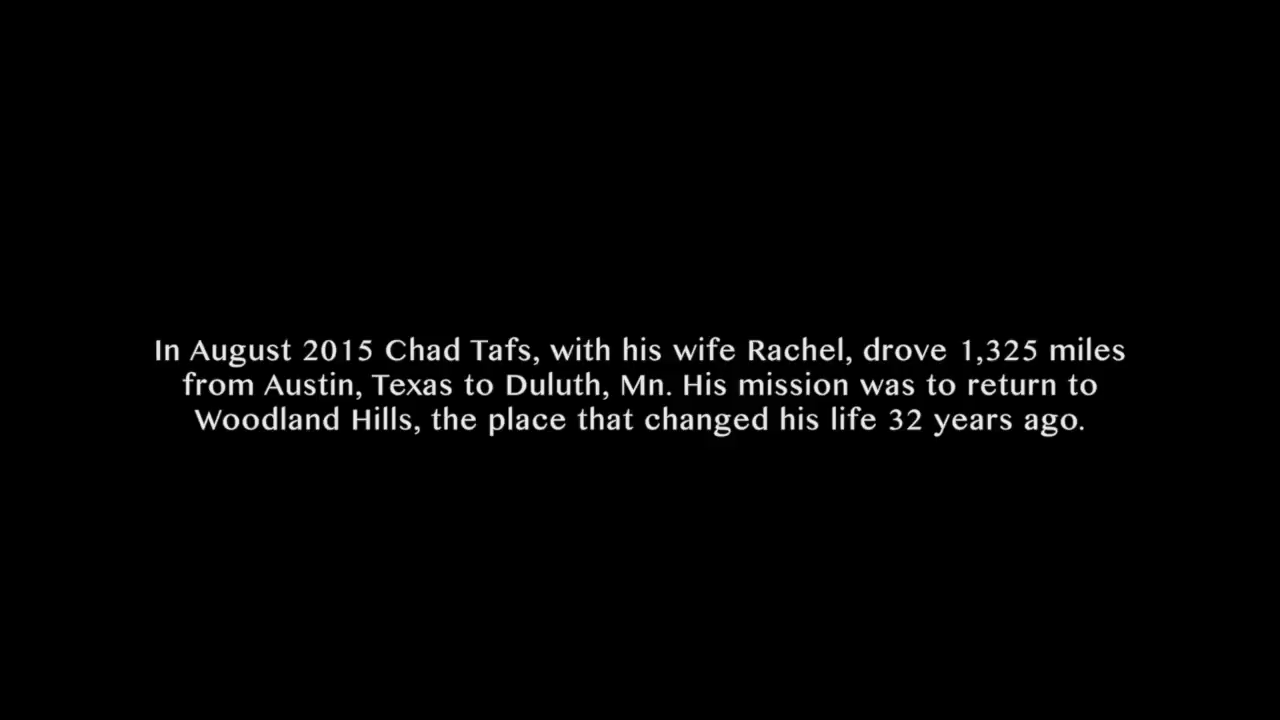 In August 2015 Chad Tafs, with his wife Rachel, drove 1,325 miles
from Austin, Texas to Duluth, Mn. His mission was to return to
Woodland Hills, the place that changed his life 32 years ago.